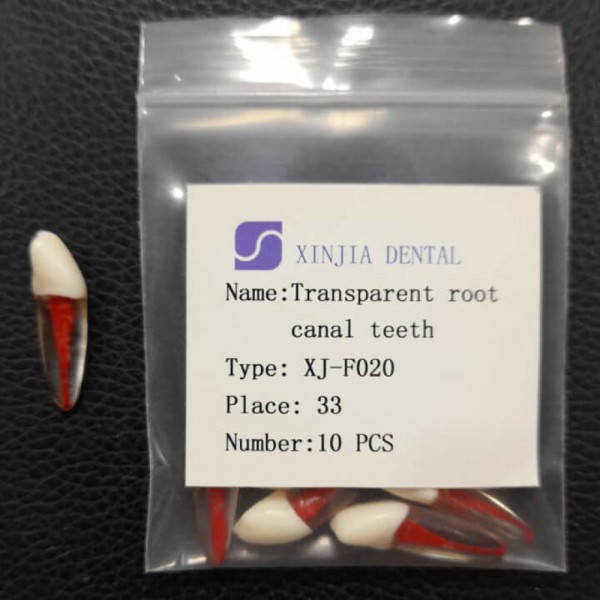 XINJIA DENTAL
Name:Transparent root
canal teeth
Type: XJ-F020
Place: 33
Number:10 PCS